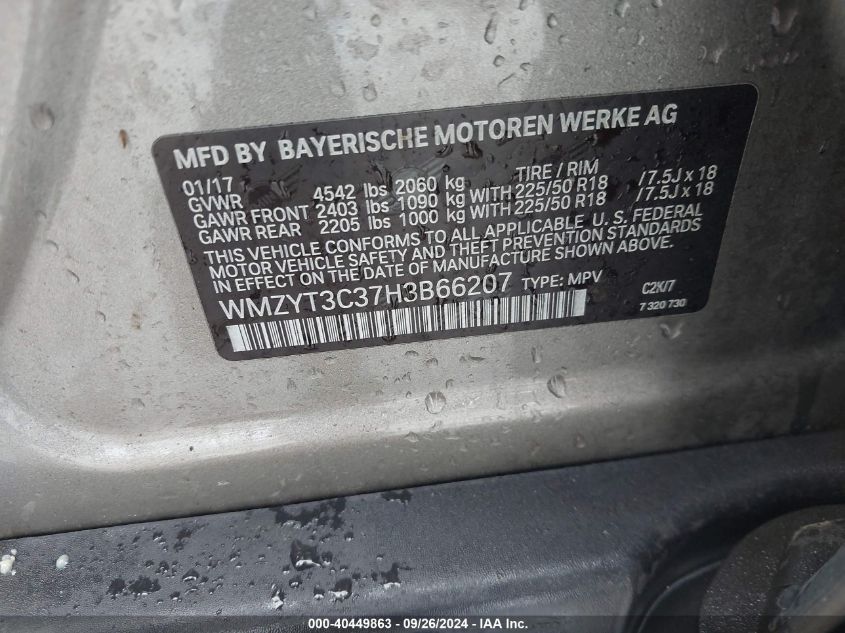 MFD BY BAYERISCHE MOTOREN WERKE AG
01/17 TIRE / RIM
GVWR 4542 lbs 2060 kg
GAWR FRONT 2403 lbs 1090 kg WITH 225/50 R18 /7.5J x 18
GAWR REAR 2205 lbs 1000 kg WITH 225/50 R18 /7.5J x 18
THIS VEHICLE CONFORMS TO ALL APPLICABLE U. S. FEDERAL
MOTOR VEHICLE SAFETY AND THEFT PREVENTION STANDARDS
IN EFFECT ON THE DATE OF MANUFACTURE SHOWN ABOVE.
WMZYT3C37H3B66207 TYPE: MPV C2K/7
7 320 730
000-40449863 - 09/26/2024 - IAA Inc.